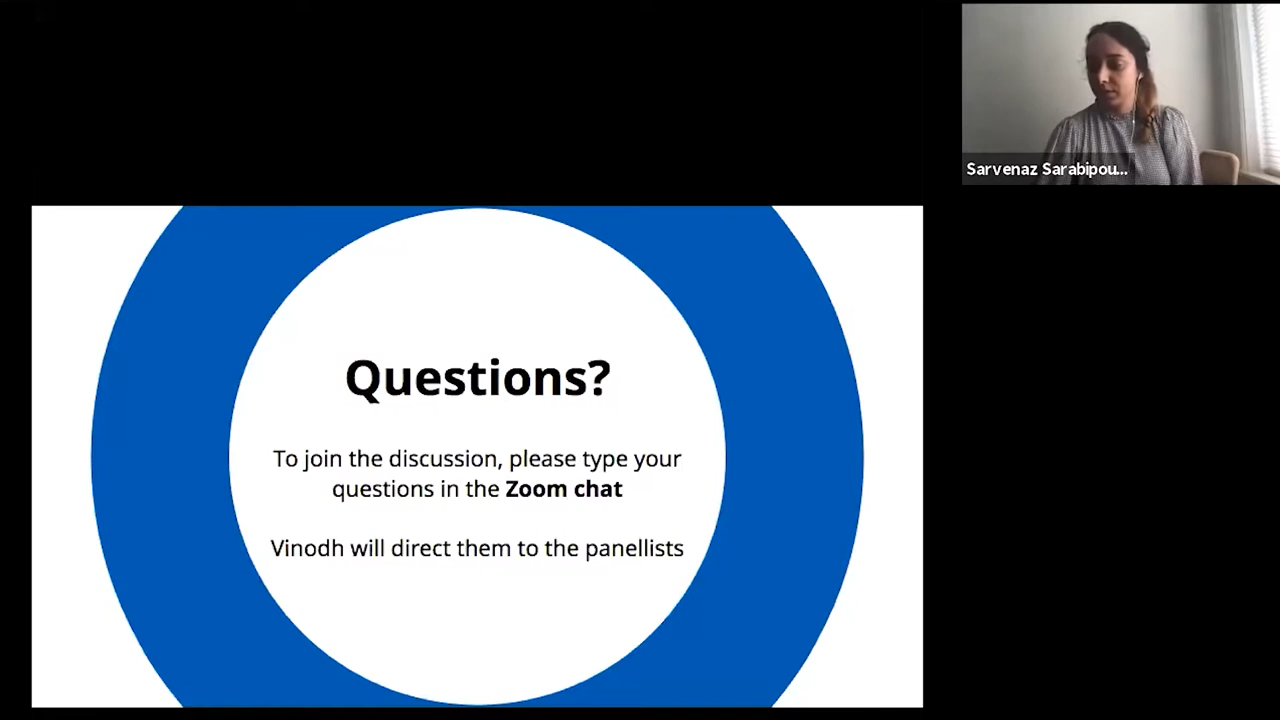 Sarvenaz Sarabipou...
Questions?
To join the discussion, please type your
questions in the Zoom chat
Vinodh will direct them to the panellists